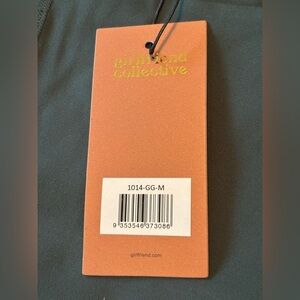 girlfriend
collective
1014-GG-M
9 353546 373086
girlfriend.com